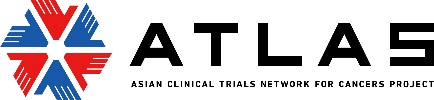 ATLAS
ASIAN CLINICAL TRIALS NETWORK FOR CANCERS PROJECT